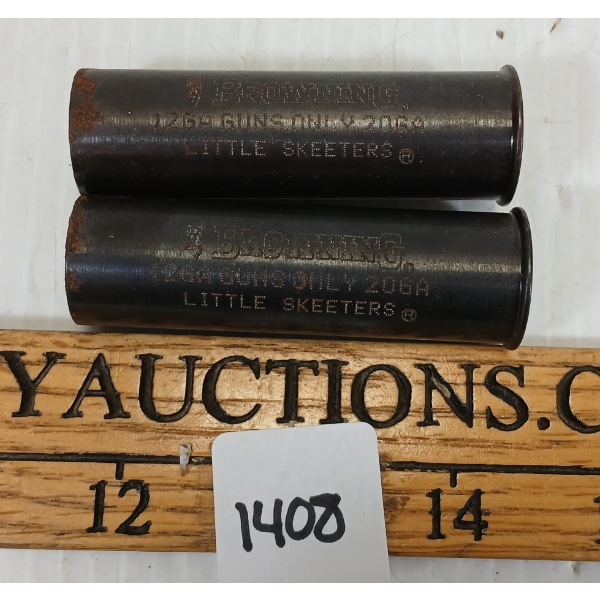 BROWNING®
12GA GUNS ONLY 20GA
LITTLE SKEETERS®
BROWNING®
12GA GUNS ONLY 20GA
LITTLE SKEETERS®
YAUCTIONS.C
12 14
1408